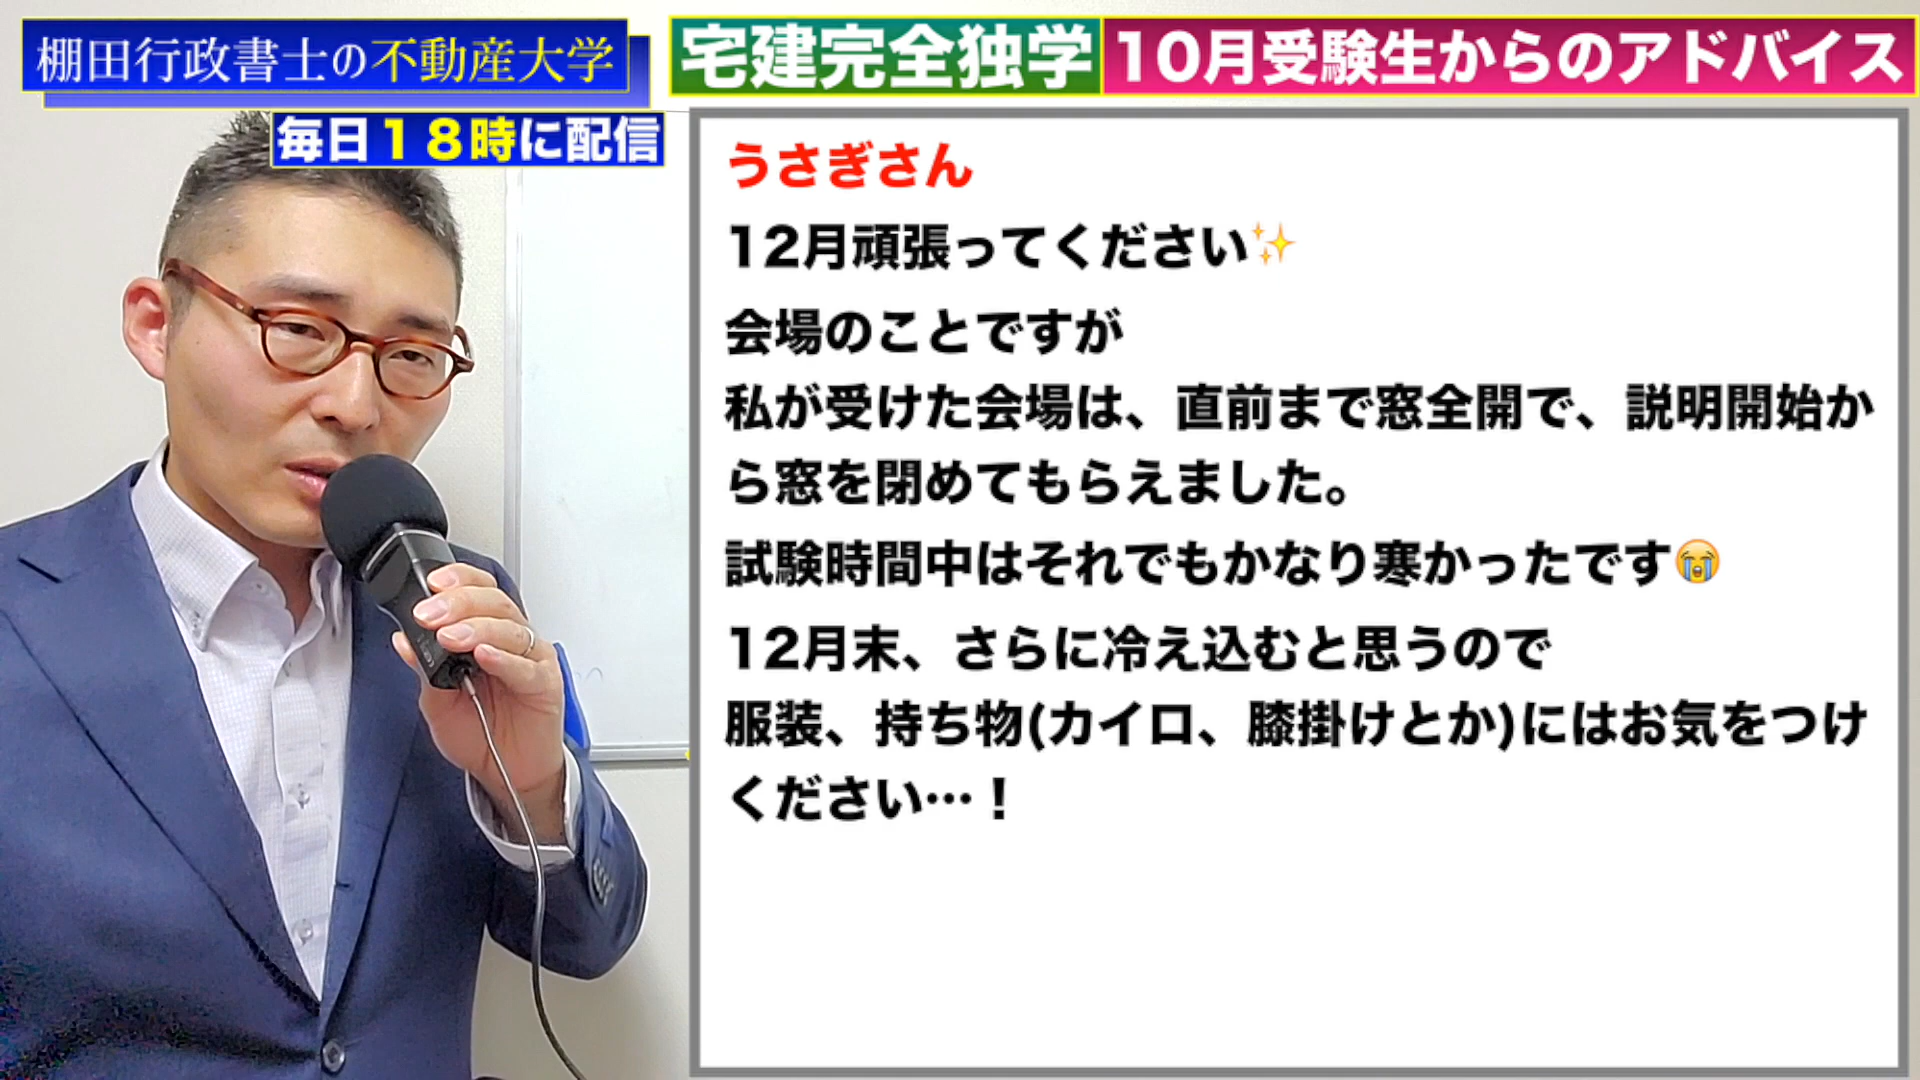 棚田行政書士の不動産大学
毎日18時に配信
宅建完全独学
10月受験生からのアドバイス
うさぎさん
12月頑張ってください✨
会場のことですが
私が受けた会場は、直前まで窓全開で、説明開始か
ら窓を閉めてもらえました。
試験時間中はそれでもかなり寒かったです😭
12月末、さらに冷え込むと思うので
服装、持ち物(カイロ、膝掛けとか)にはお気をつけ
ください…！